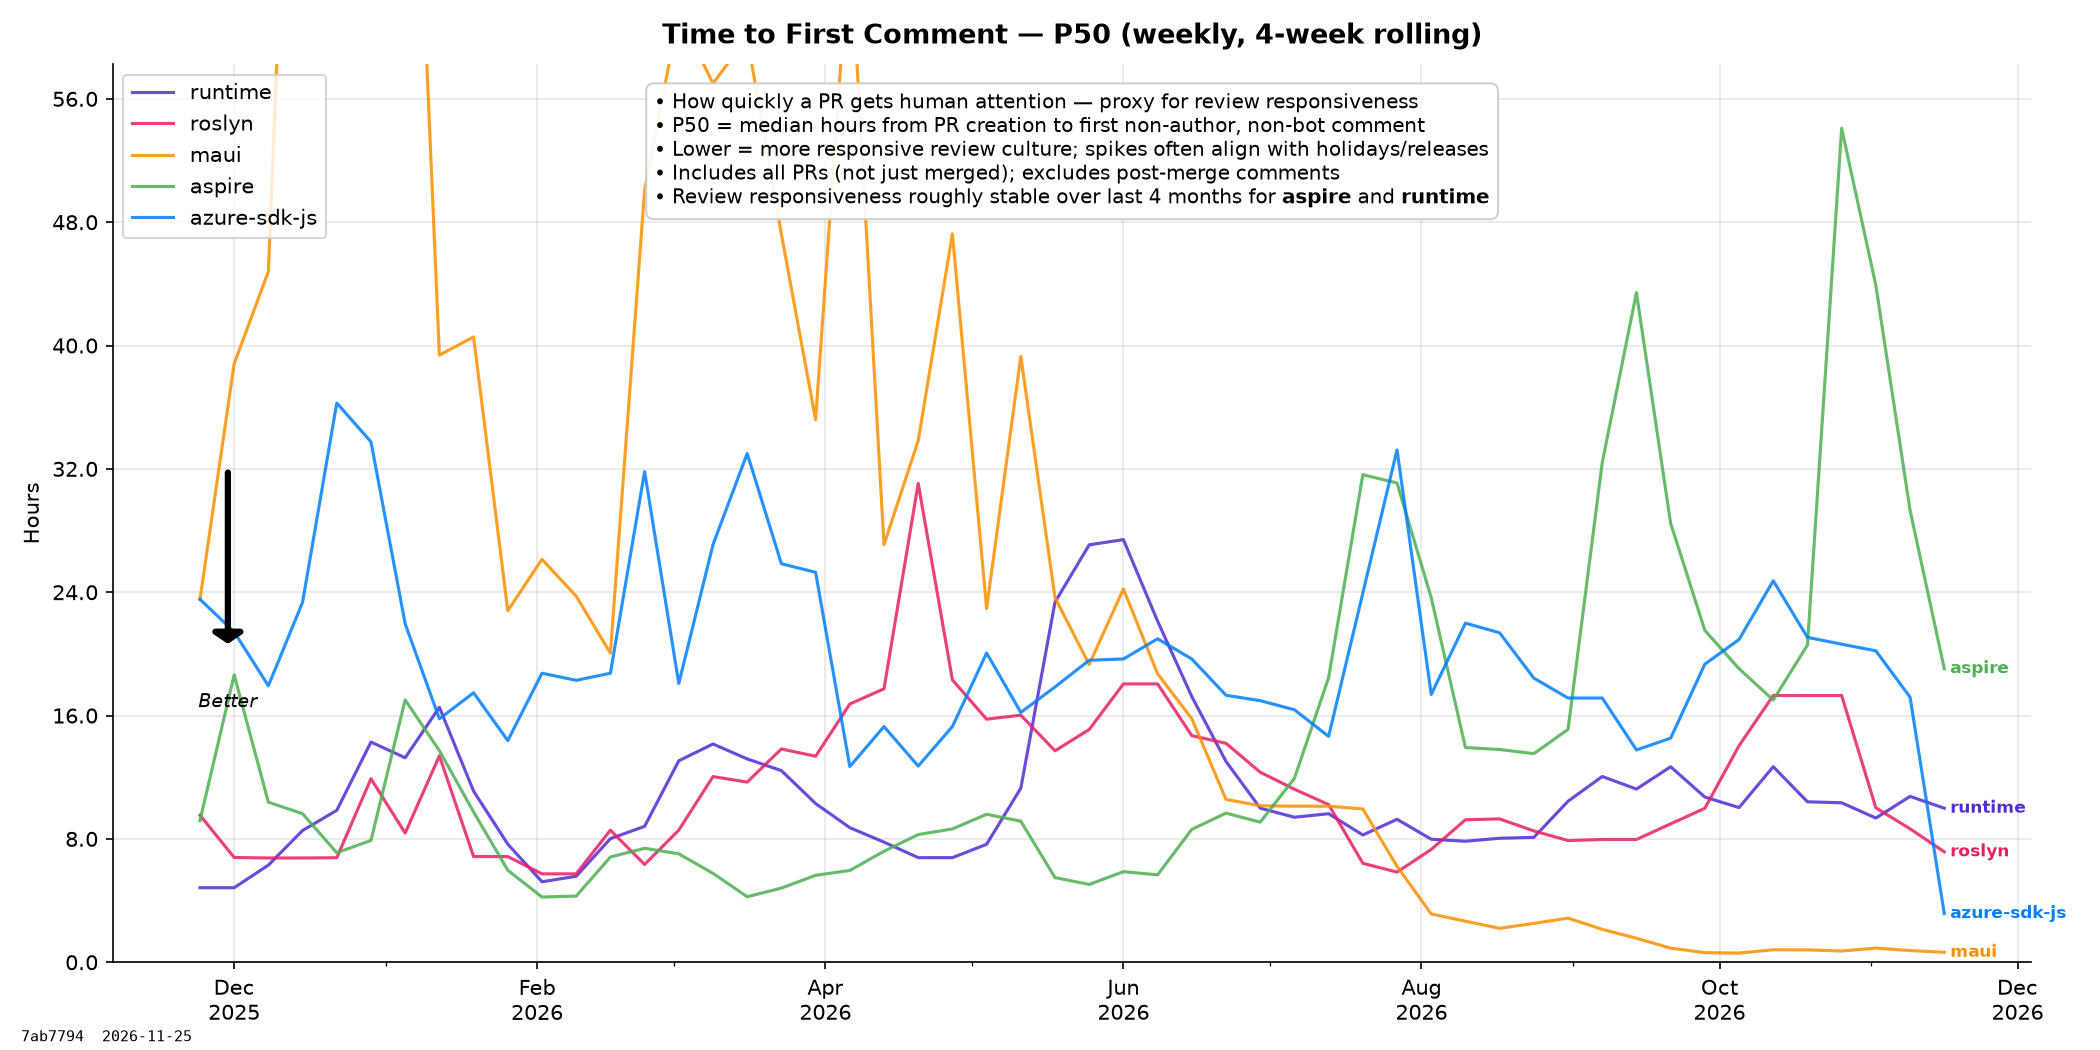 Time to First Comment — P50 (weekly, 4-week rolling)
runtime
roslyn
maui
aspire
azure-sdk-js
• How quickly a PR gets human attention — proxy for review responsiveness
• P50 = median hours from PR creation to first non-author, non-bot comment
• Lower = more responsive review culture; spikes often align with holidays/releases
• Includes all PRs (not just merged); excludes post-merge comments
• Review responsiveness roughly stable over last 4 months for aspire and runtime
Hours
56.0
48.0
40.0
32.0
24.0
16.0
8.0
0.0
Better
aspire
runtime
roslyn
azure-sdk-js
maui
Dec
2025
Feb
2026
Apr
2026
Jun
2026
Aug
2026
Oct
2026
Dec
2026
7ab7794  2026-11-25